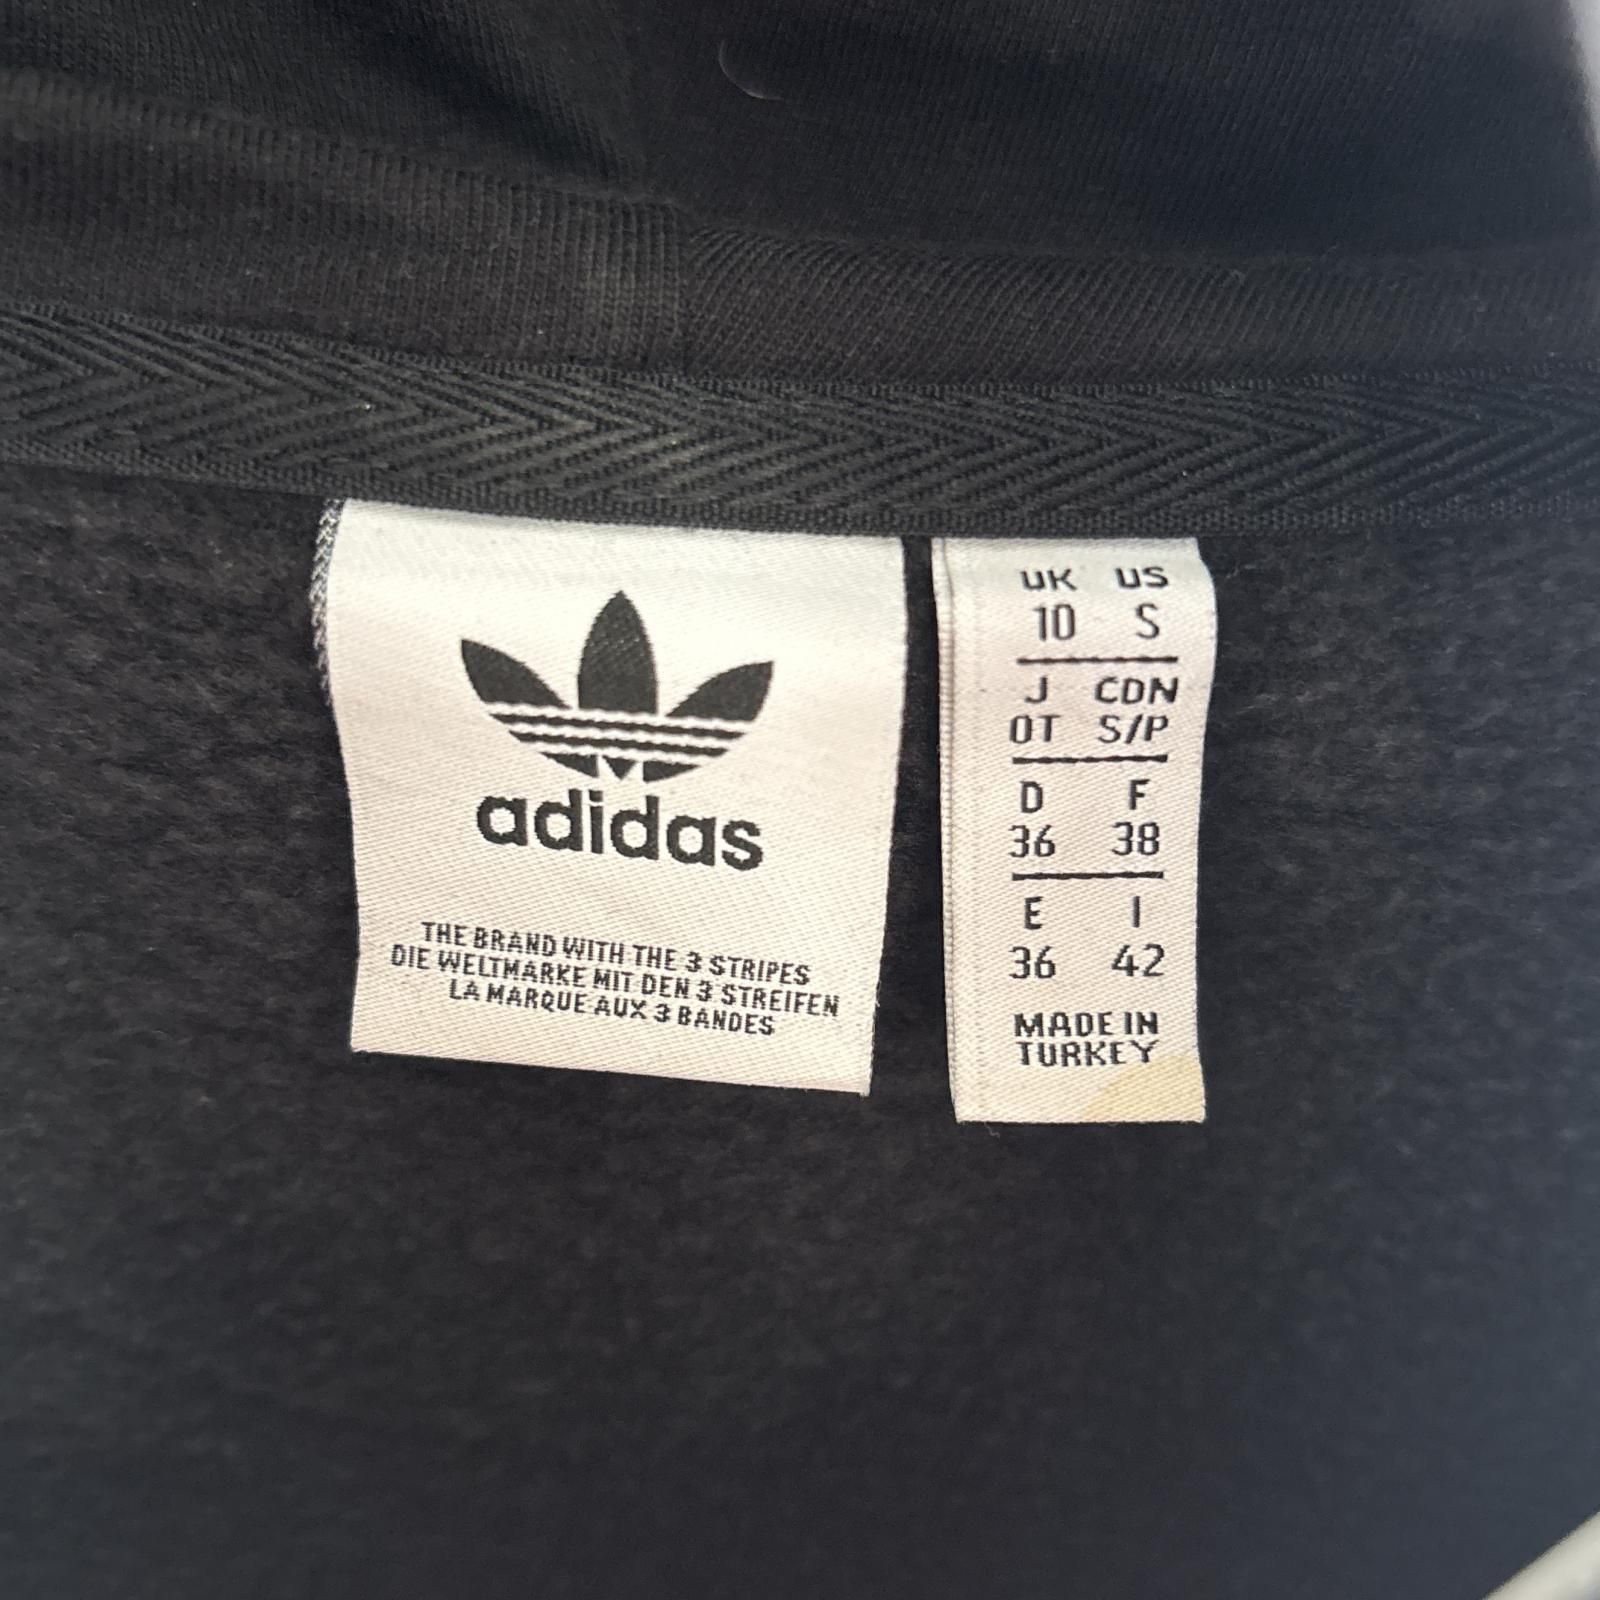 adidas
THE BRAND WITH THE 3 STRIPES
DIE WELTMARKE MIT DEN 3 STREIFEN
LA MARQUE AUX 3 BANDES
UK US
10 S
J CDN
OT S/P
D F
36 38
E I
36 42
MADE IN
TURKEY